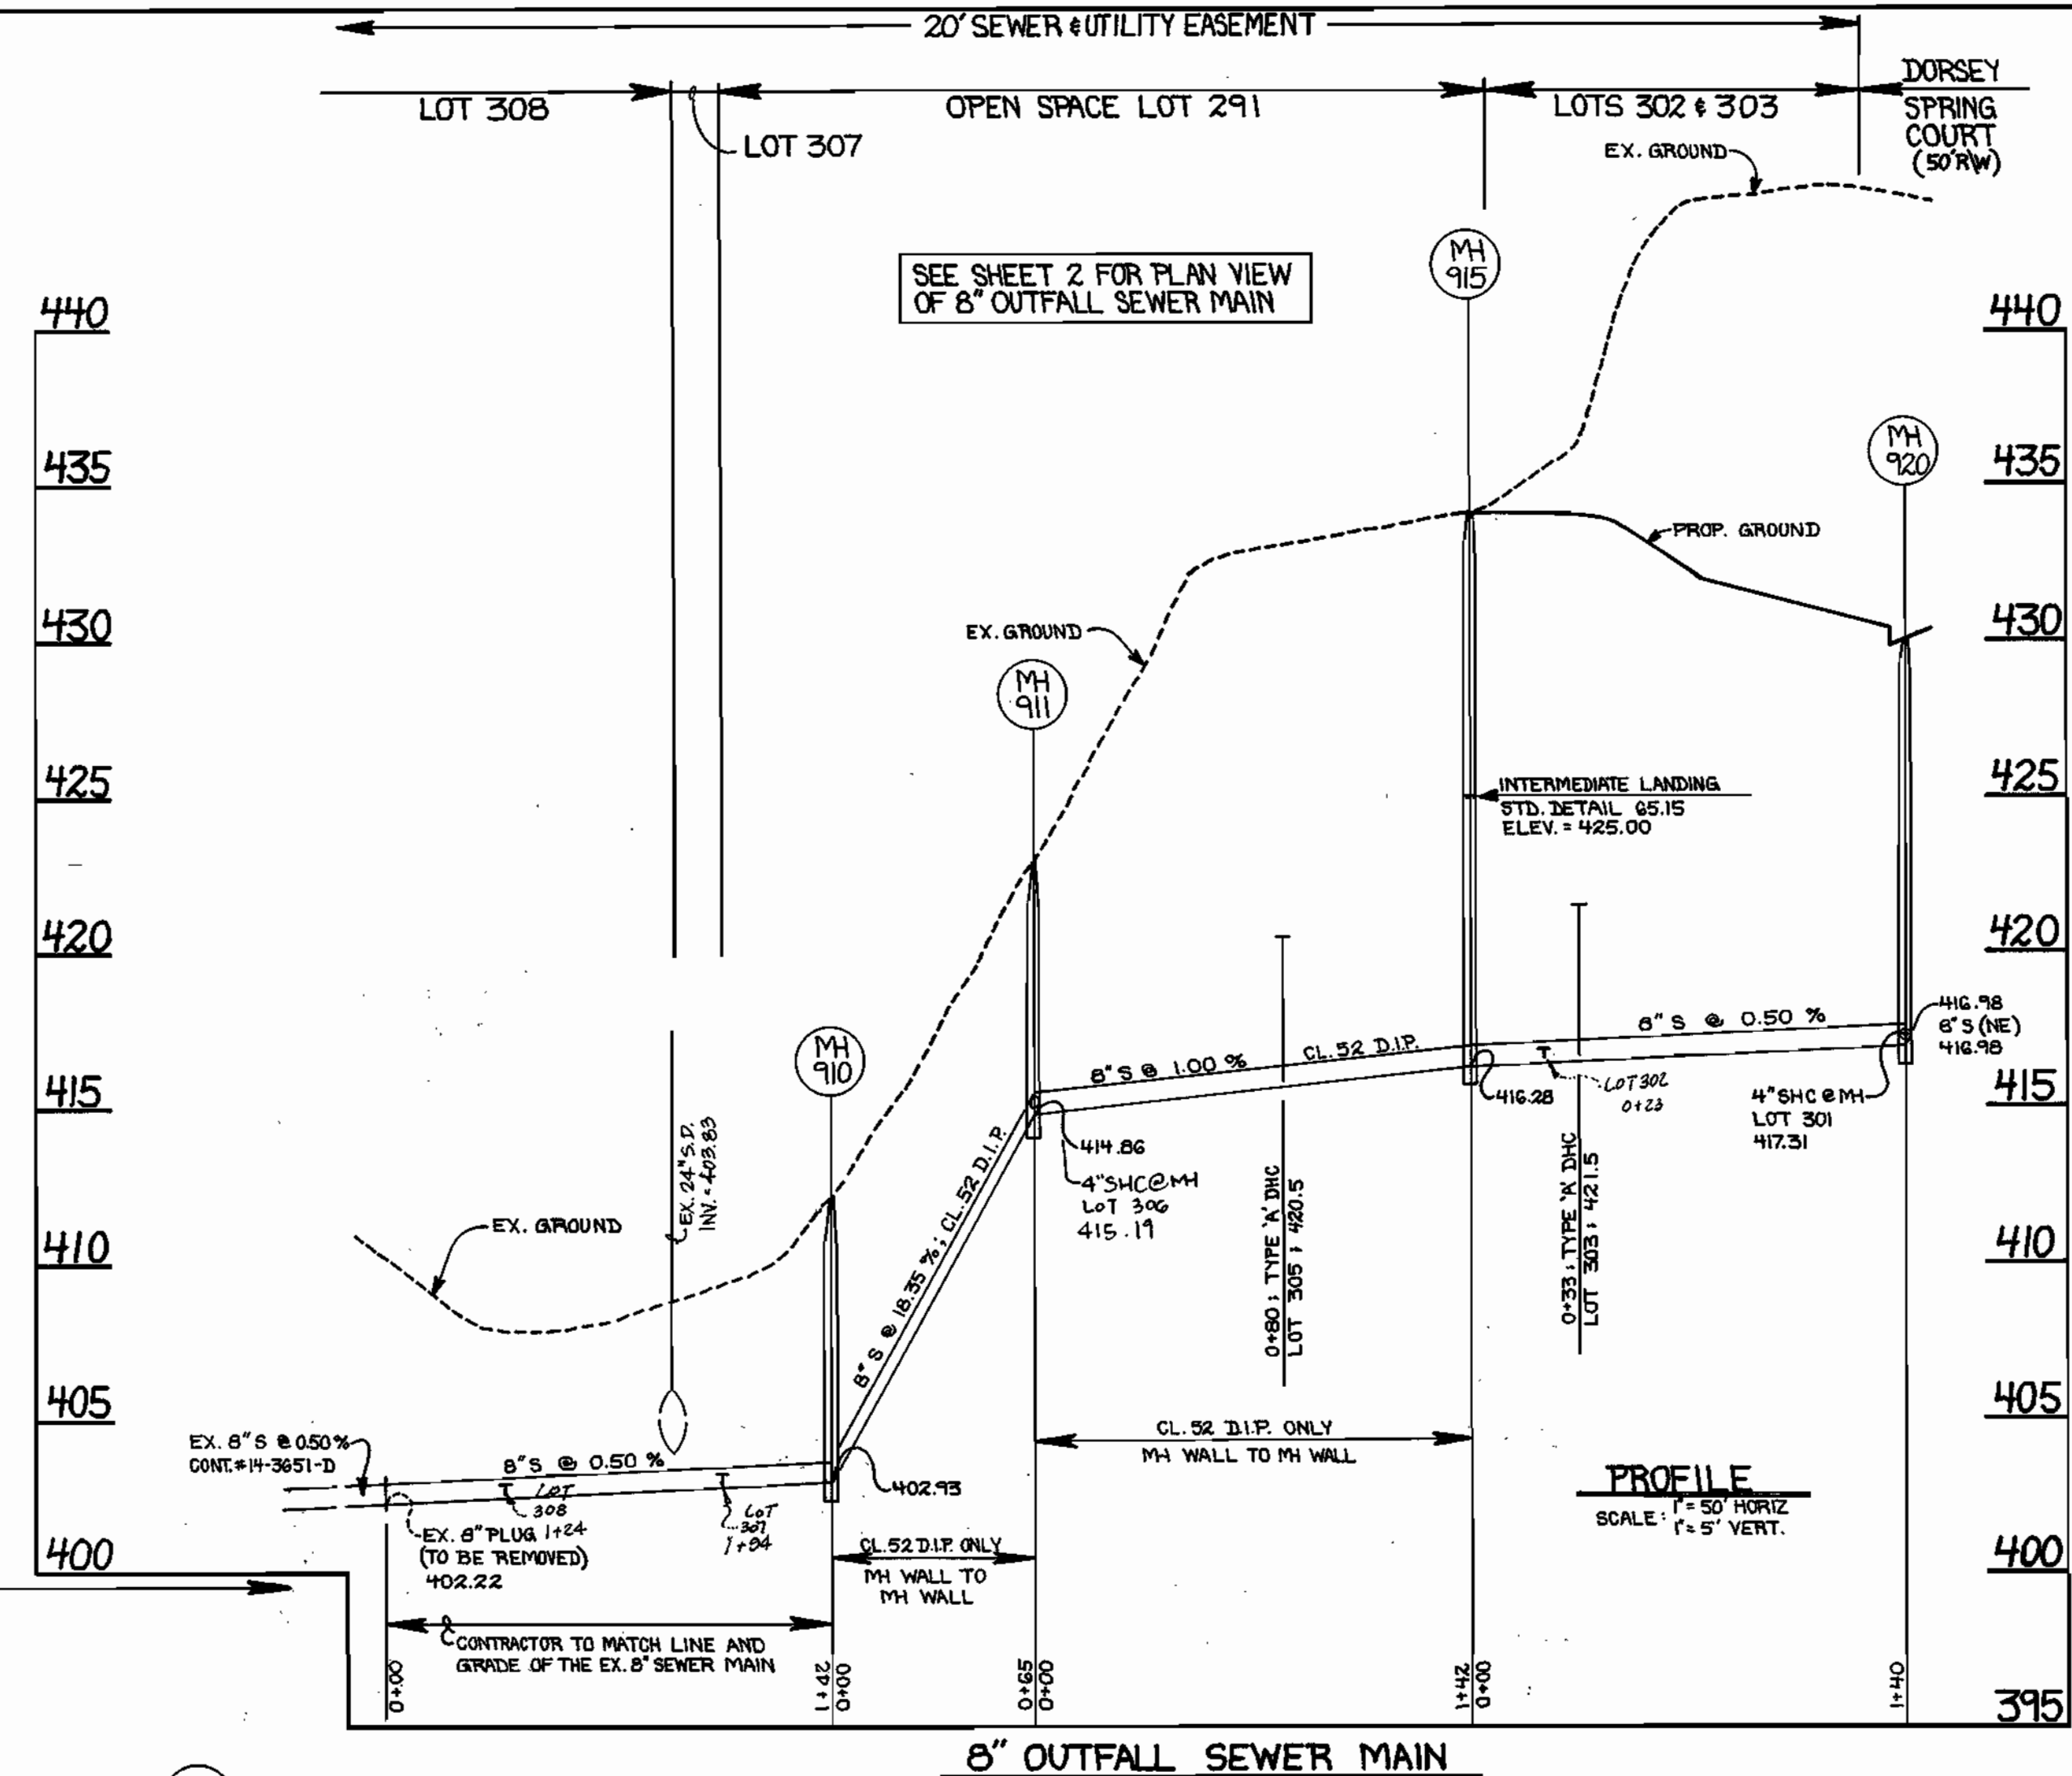 20' SEWER & UTILITY EASEMENT
LOT 308
LOT 307
OPEN SPACE LOT 291
LOTS 302 & 303
DORSEY
SPRING
COURT
(50' R/W)
EX. GROUND
SEE SHEET 2 FOR PLAN VIEW
OF 8" OUTFALL SEWER MAIN
MH
915
MH
920
440
435
430
425
420
415
410
405
400
440
435
430
425
420
415
410
405
400
395
PROP. GROUND
EX. GROUND
MH
911
INTERMEDIATE LANDING
STD. DETAIL G5.15
ELEV. = 425.00
MH
910
8" S @ 1.00 %
CL. 52 D.I.P.
8" S @ 0.50 %
416.98
8" S (NE)
416.98
416.28
LOT 302
0+23
4" SHC @ MH
LOT 301
417.31
414.86
4" SHC @ MH
LOT 306
415.19
EX. 24" S.D.
INV. = 403.83
EX. GROUND
8" S @ 18.35 %; CL. 52 D.I.P.
0+80; TYPE 'A' DHC
LOT 305; 420.5
0+33; TYPE 'A' DHC
LOT 303; 421.5
EX. 8" S @ 0.50%
CONT. #14-3651-D
8" S @ 0.50 %
LOT
308
1+24
LOT
307
EX. 8" PLUG
(TO BE REMOVED)
402.22
402.93
CL. 52 D.I.P. ONLY
MH WALL TO
MH WALL
CL. 52 D.I.P. ONLY
MH WALL TO MH WALL
PROFILE
SCALE: 1" = 50' HORIZ
1" = 5' VERT.
CONTRACTOR TO MATCH LINE AND
GRADE OF THE EX. 8" SEWER MAIN
0+00
1+42
0+00
0+65
0+00
1+42
0+00
1+40
8" OUTFALL SEWER MAIN